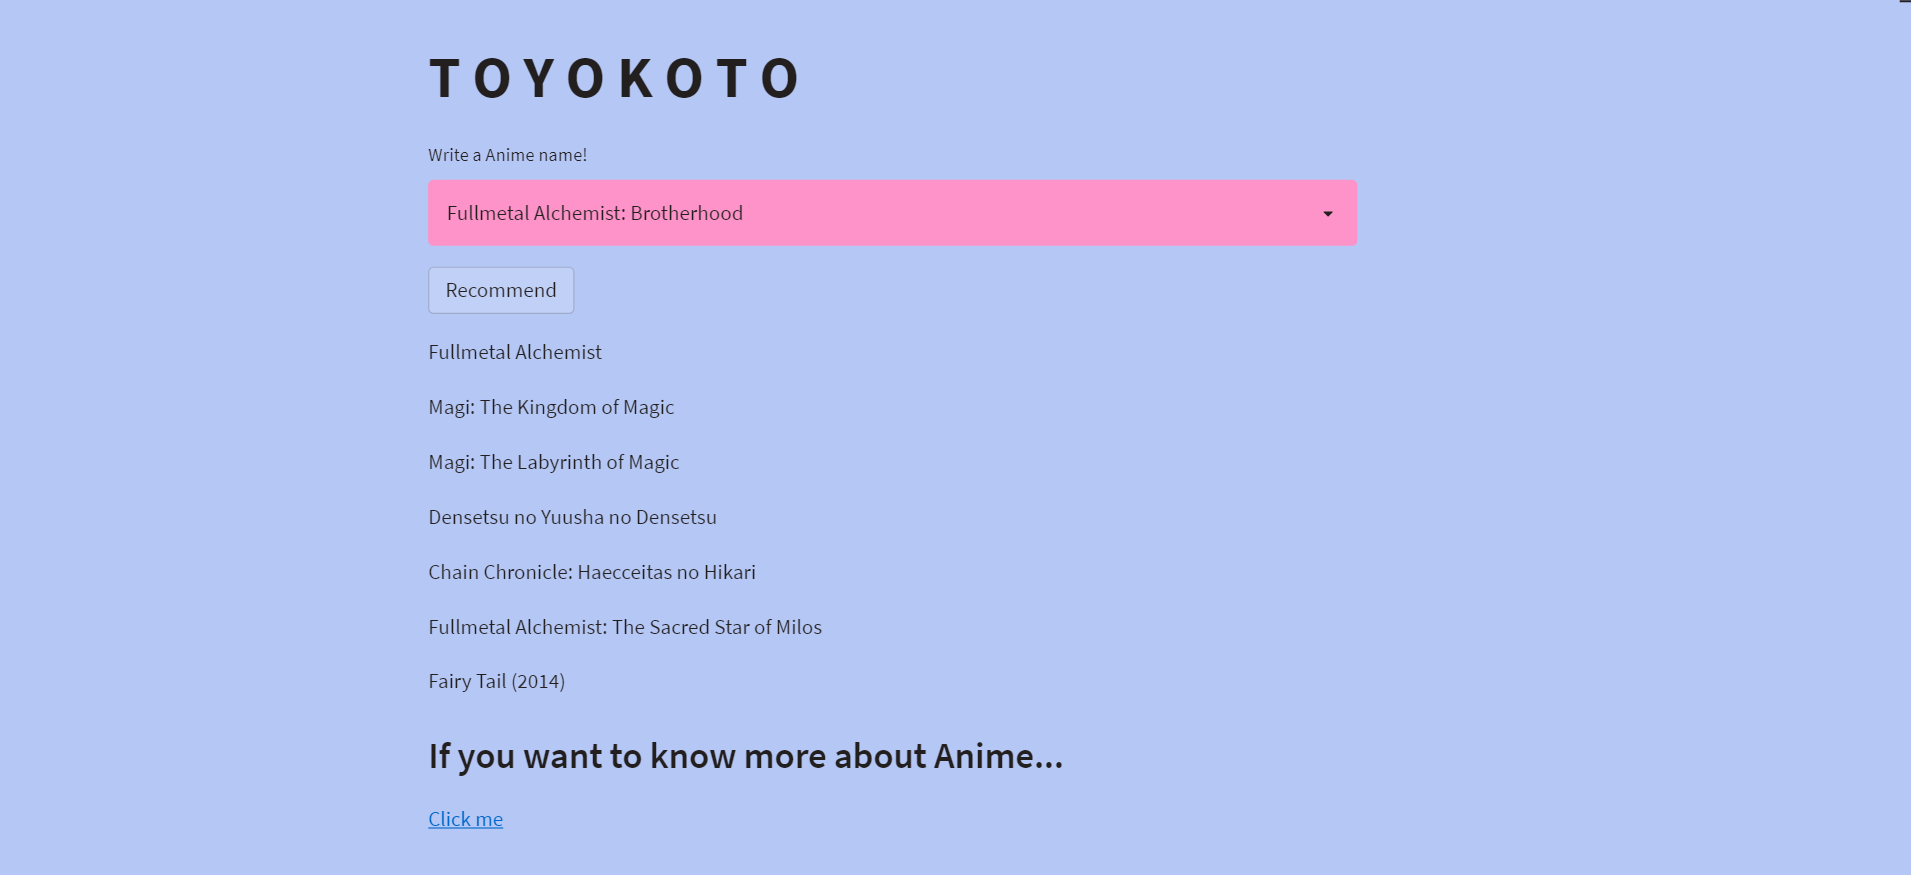 TOYOKOTO
Write a Anime name!
Fullmetal Alchemist: Brotherhood
Recommend
Fullmetal Alchemist
Magi: The Kingdom of Magic
Magi: The Labyrinth of Magic
Densetsu no Yuusha no Densetsu
Chain Chronicle: Haecceitas no Hikari
Fullmetal Alchemist: The Sacred Star of Milos
Fairy Tail (2014)
If you want to know more about Anime...
Click me